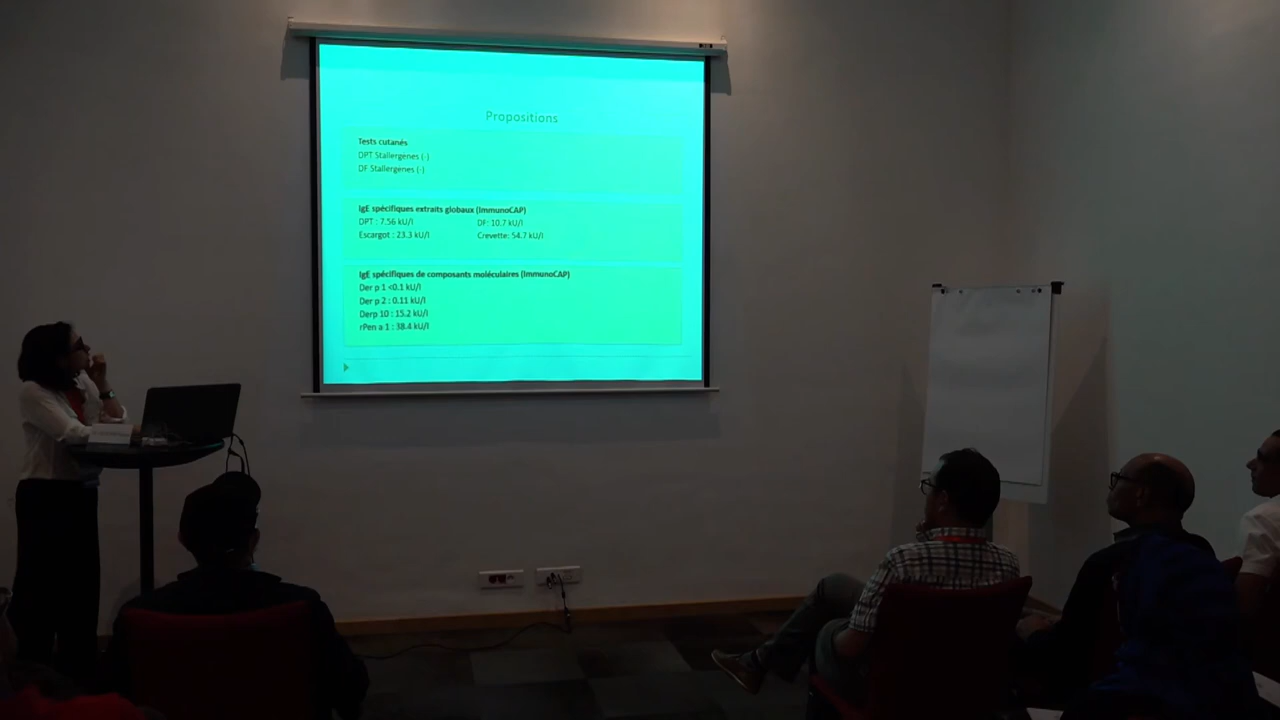 Propositions
Tests cutanés
DPT Stallergenes (-)
DF Stallergenes (-)
IgE spécifiques extraits globaux (ImmunoCAP)
DPT : 7.56 kU/l DF: 10.7 kU/l
Escargot : 23.3 kU/l Crevette: 54.7 kU/l
IgE spécifiques de composants moléculaires (ImmunoCAP)
Der p 1 <0.1 kU/l
Der p 2 : 0.11 kU/l
Derp 10 : 15.2 kU/l
rPen a 1 : 38.4 kU/l